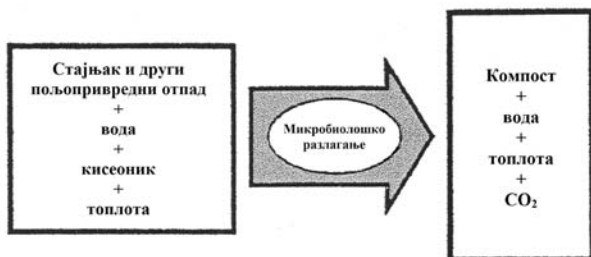 Стајњак и други
пољопривредни отпад
+
вода
+
кисеоник
+
топлота
Микробиолошко
разлагање
Компост
+
вода
+
топлота
+
CO₂